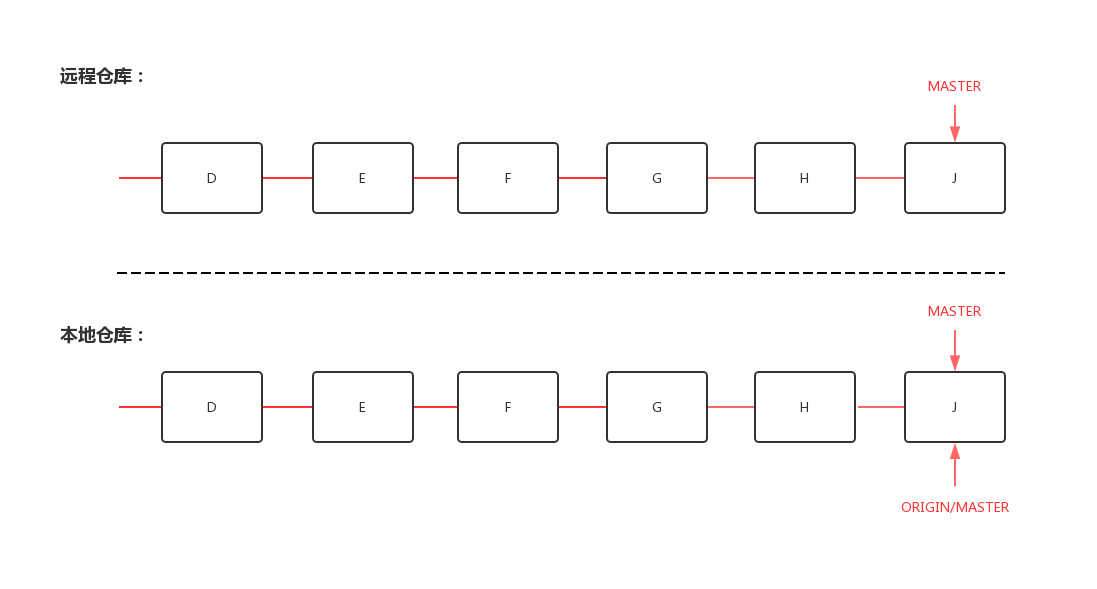 远程仓库：
MASTER
D E F G H J
本地仓库：
MASTER
D E F G H J
ORIGIN/MASTER